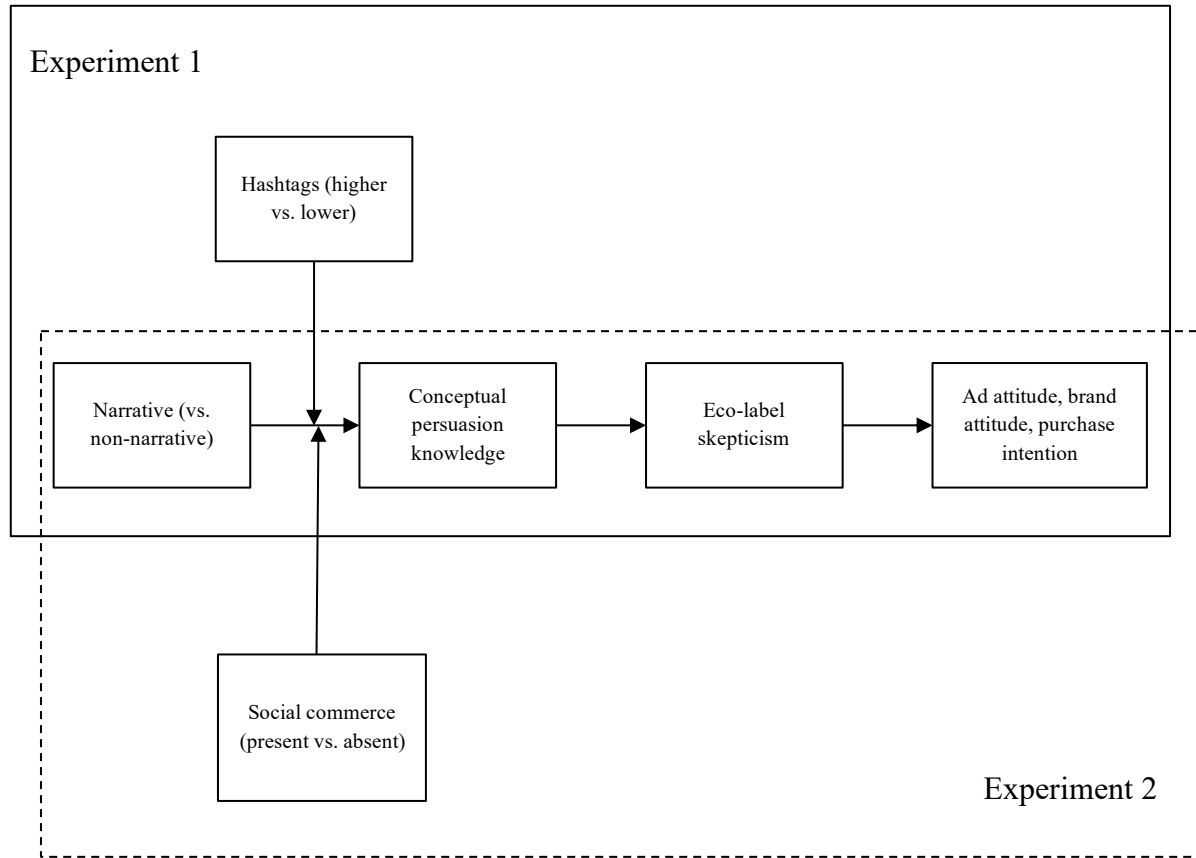 Experiment 1
Hashtags (higher
vs. lower)
Narrative (vs.
non-narrative)
Conceptual
persuasion
knowledge
Eco-label
skepticism
Ad attitude, brand
attitude, purchase
intention
Social commerce
(present vs. absent)
Experiment 2